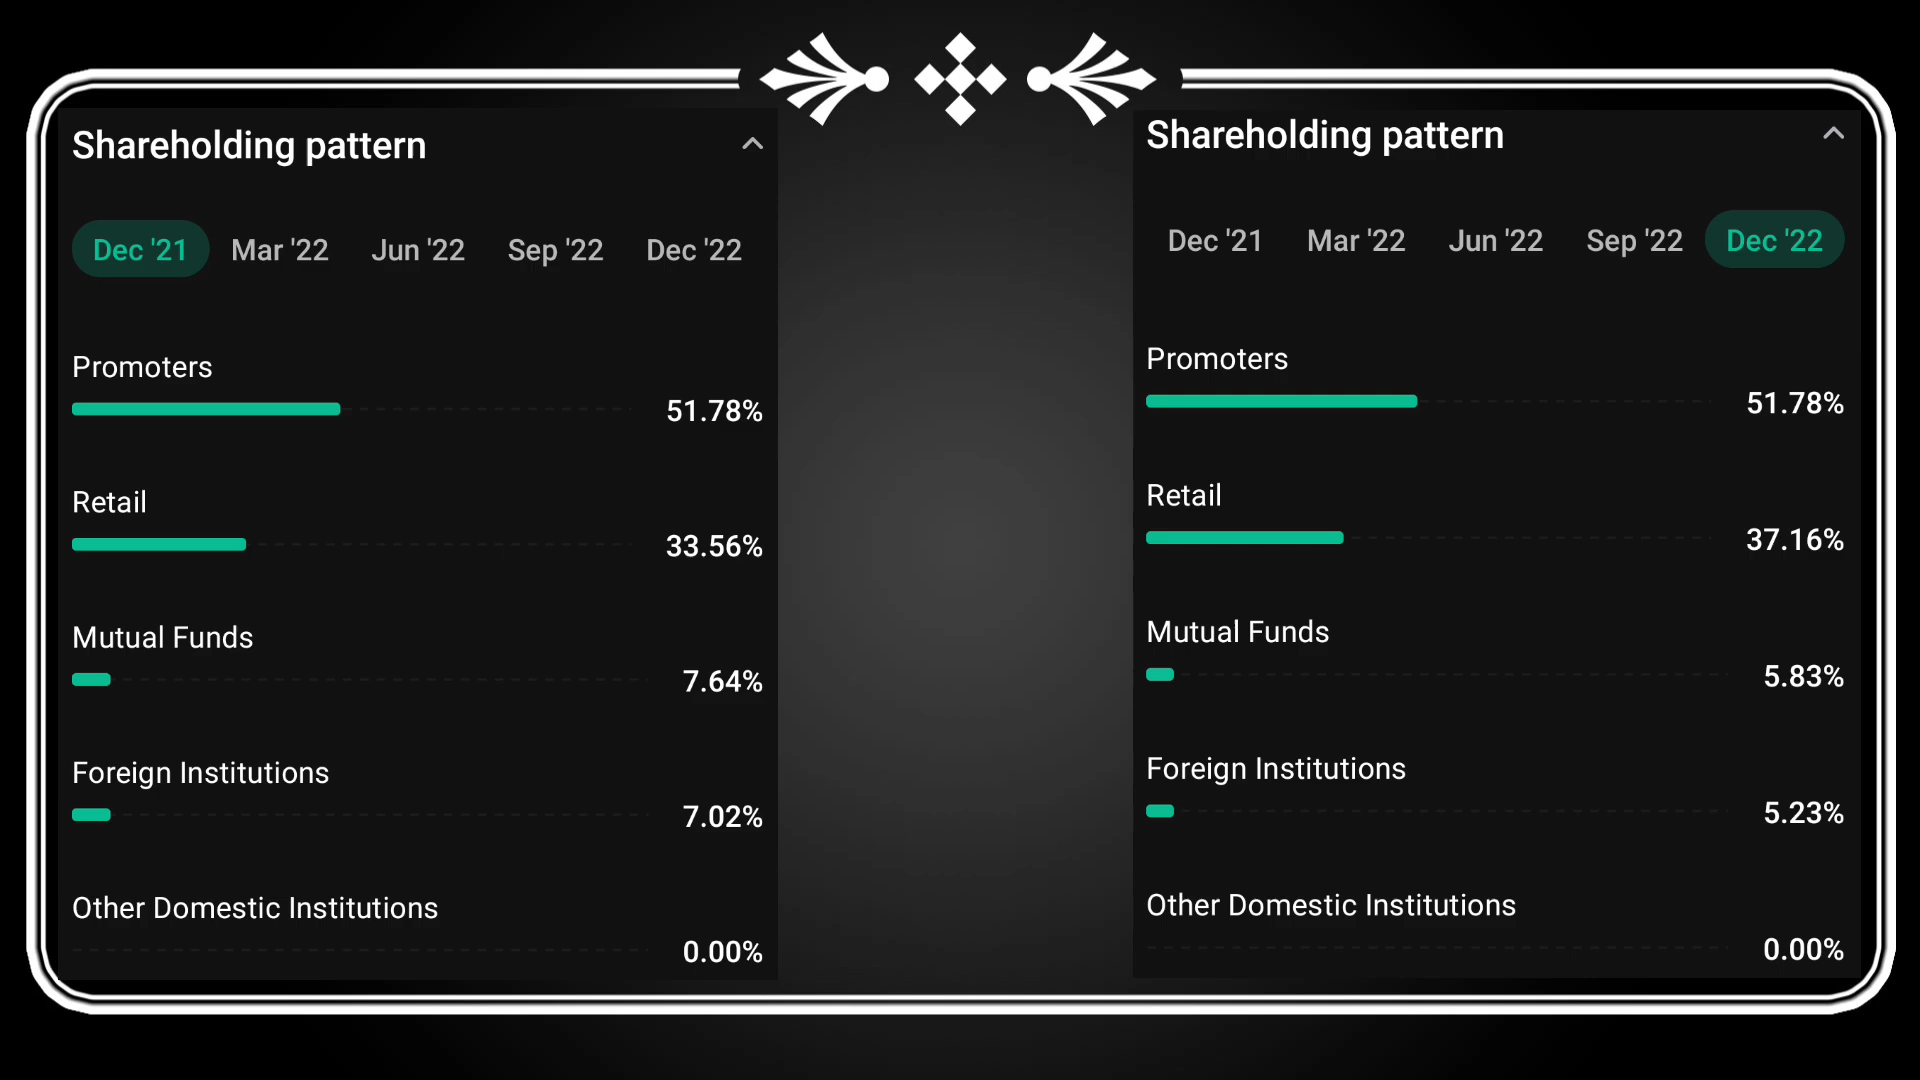 Shareholding pattern
Dec '21 Mar '22 Jun '22 Sep '22 Dec '22
Promoters
51.78%
Retail
33.56%
Mutual Funds
7.64%
Foreign Institutions
7.02%
Other Domestic Institutions
0.00%
Shareholding pattern
Dec '21 Mar '22 Jun '22 Sep '22 Dec '22
Promoters
51.78%
Retail
37.16%
Mutual Funds
5.83%
Foreign Institutions
5.23%
Other Domestic Institutions
0.00%